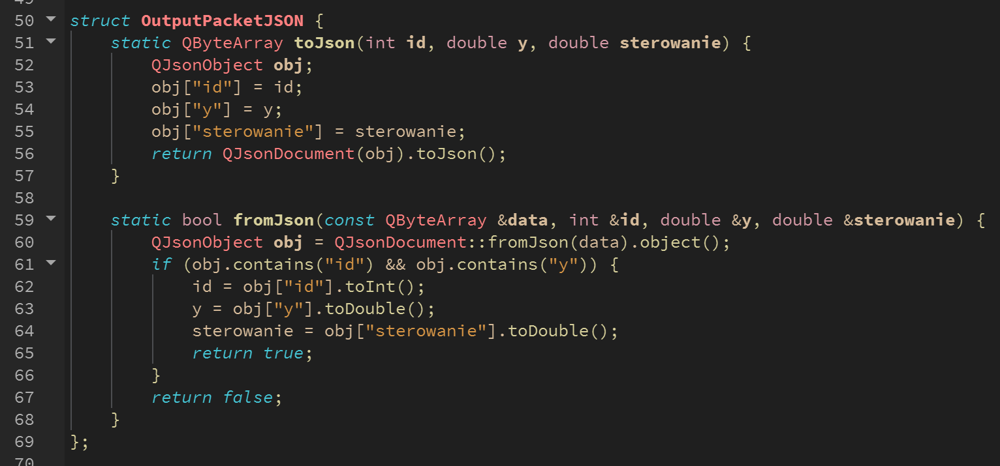 50 struct OutputPacketJSON {
51 static QByteArray toJson(int id, double y, double sterowanie) {
52 QJsonObject obj;
53 obj["id"] = id;
54 obj["y"] = y;
55 obj["sterowanie"] = sterowanie;
56 return QJsonDocument(obj).toJson();
57 }
58
59 static bool fromJson(const QByteArray &data, int &id, double &y, double &sterowanie) {
60 QJsonObject obj = QJsonDocument::fromJson(data).object();
61 if (obj.contains("id") && obj.contains("y")) {
62 id = obj["id"].toInt();
63 y = obj["y"].toDouble();
64 sterowanie = obj["sterowanie"].toDouble();
65 return true;
66 }
67 return false;
68 }
69 };
70